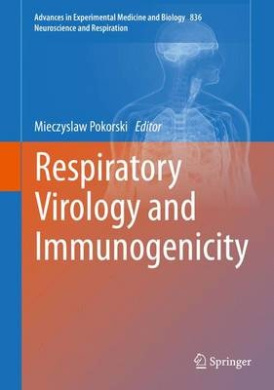 Advances in Experimental Medicine and Biology 836
Neuroscience and Respiration
Mieczyslaw Pokorski Editor
Respiratory
Virology and
Immunogenicity
Springer